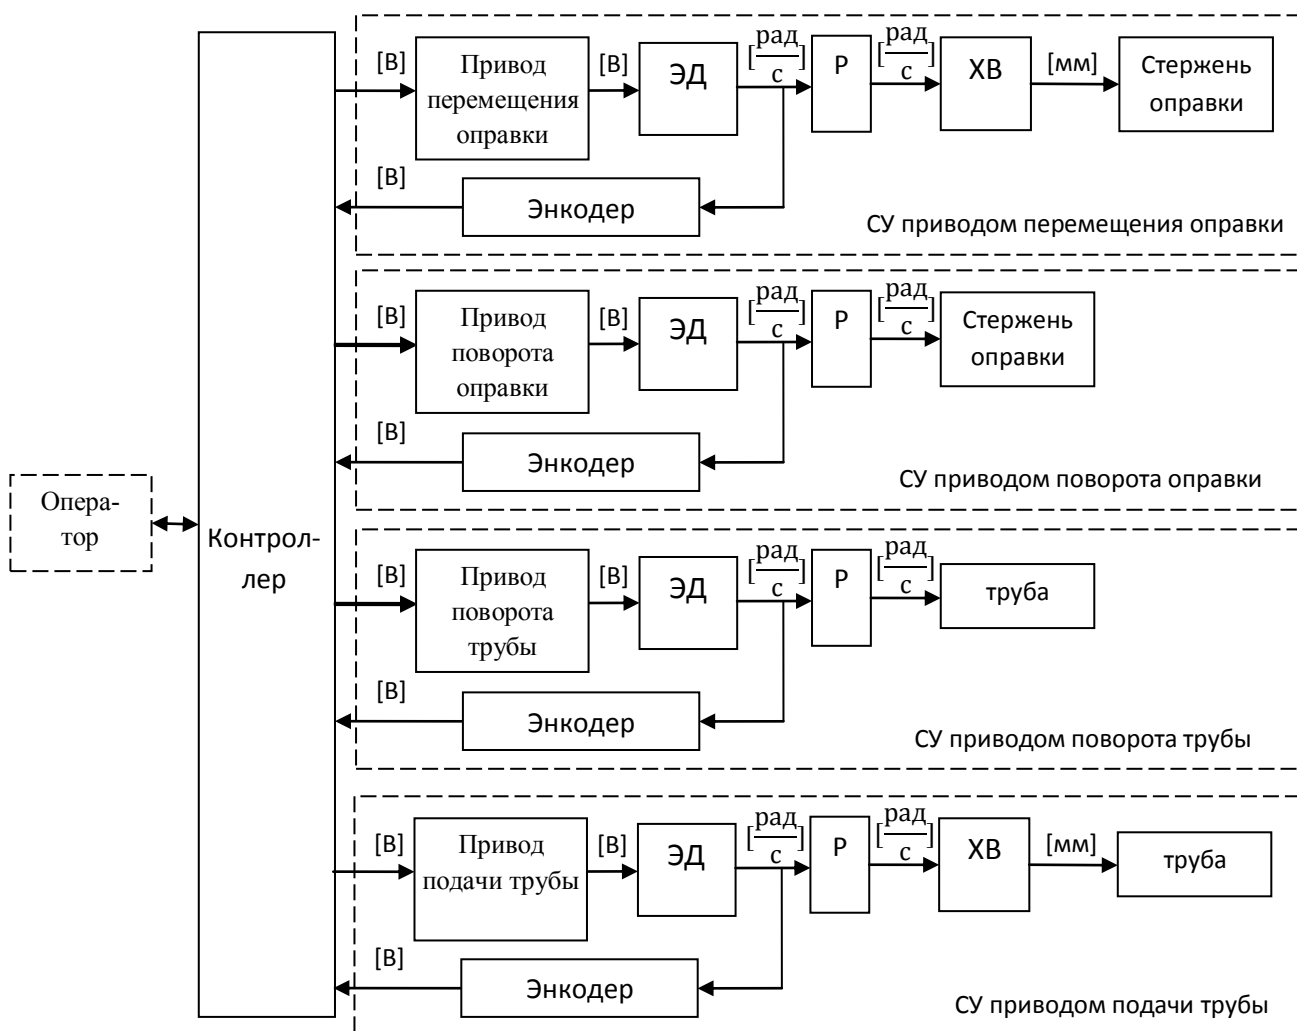 [В]
Привод
перемещения
оправки
[В]
ЭД
[рад/с]
Р
[рад/с]
ХВ
[мм]
Стержень
оправки
[В]
Энкодер
СУ приводом перемещения оправки
[В]
Привод
поворота
оправки
[В]
ЭД
[рад/с]
Р
[рад/с]
Стержень
оправки
[В]
Энкодер
СУ приводом поворота оправки
Опера-
тор
Контрол-
лер
[В]
Привод
поворота
трубы
[В]
ЭД
[рад/с]
Р
[рад/с]
труба
[В]
Энкодер
СУ приводом поворота трубы
[В]
Привод
подачи трубы
[В]
ЭД
[рад/с]
Р
[рад/с]
ХВ
[мм]
труба
[В]
Энкодер
СУ приводом подачи трубы